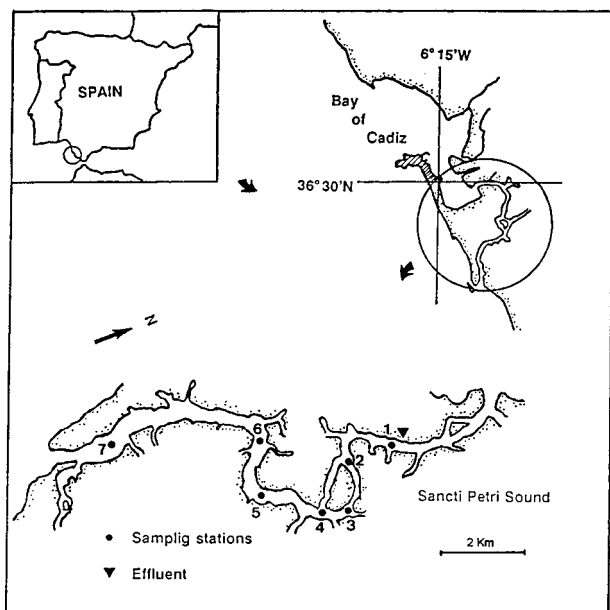 SPAIN
6° 15'W
Bay
of
Cadiz
36° 30'N
N
1
2
3
4
5
6
7
Sancti Petri Sound
Samplig stations
Effluent
2 Km